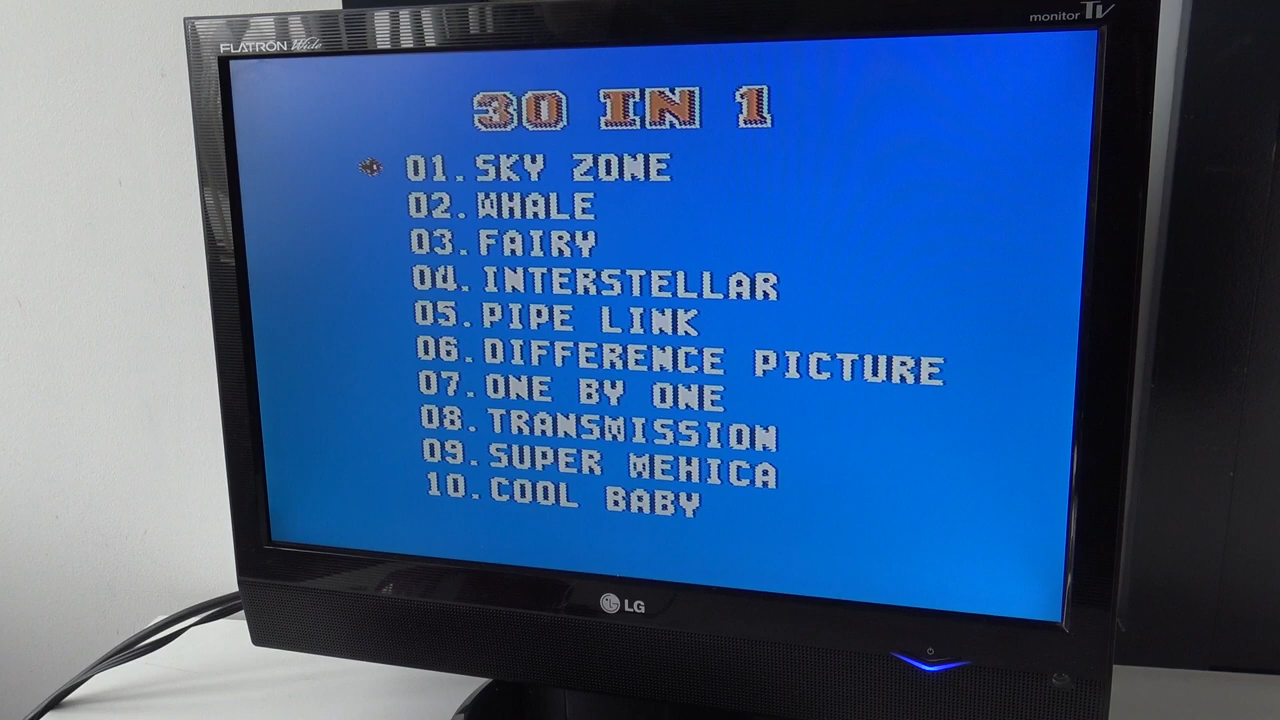 FLATRON Wide
monitor TV
30 IN 1
01.SKY ZONE
02.WHALE
03.FAIRY
04.INTERSTELLAR
05.PIPE LINK
06.DIFFERENCE PICTURE
07.ONE BY ONE
08.TRANSMISSION
09.SUPER MEHICA
10.COOL BABY
LG